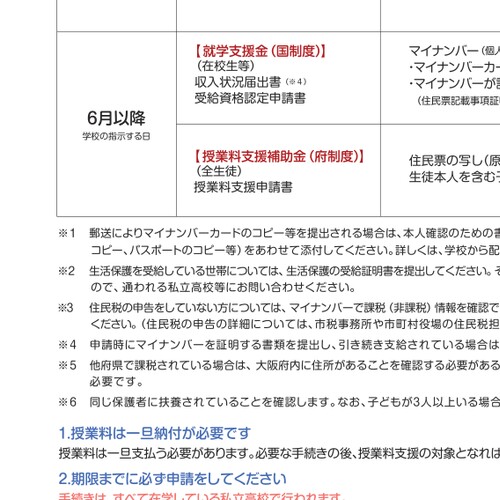 【就学支援金(国制度)】
(在校生等)
収入状況届出書(※4)
受給資格認定申請書
マイナンバー(個人
・マイナンバーカー
・マイナンバーが
(住民票記載事項証
6月以降
学校の指示する日
【授業料支援補助金(府制度)】
(全生徒)
授業料支援申請書
住民票の写し(原
生徒本人を含む
※1 郵送によりマイナンバーカードのコピー等を提出される場合は、本人確認のための書
コピー、パスポートのコピー等)をあわせて添付してください。詳しくは、学校から配
※2 生活保護を受給している世帯については、生活保護の受給証明書を提出してください。そ
ので、通われる私立高校等にお問い合わせください。
※3 住民税の申告をしていない方については、マイナンバーで課税(非課税)情報を確認で
ください。(住民税の申告の詳細については、市税事務所や市町村役場の住民税担
※4 申請時にマイナンバーを証明する書類を提出し、引き続き支給されている場合は
※5 他府県で課税されている場合は、大阪府内に住所があることを確認する必要がある
必要です。
※6 同じ保護者に扶養されていることを確認します。なお、子どもが3人以上いる場合
1.授業料は一旦納付が必要です
授業料は一旦支払う必要があります。必要な手続きの後、授業料支援の対象となれば
2.期限までに必ず申請をしてください
手続きは、すべて在学している私立高校で行われます。